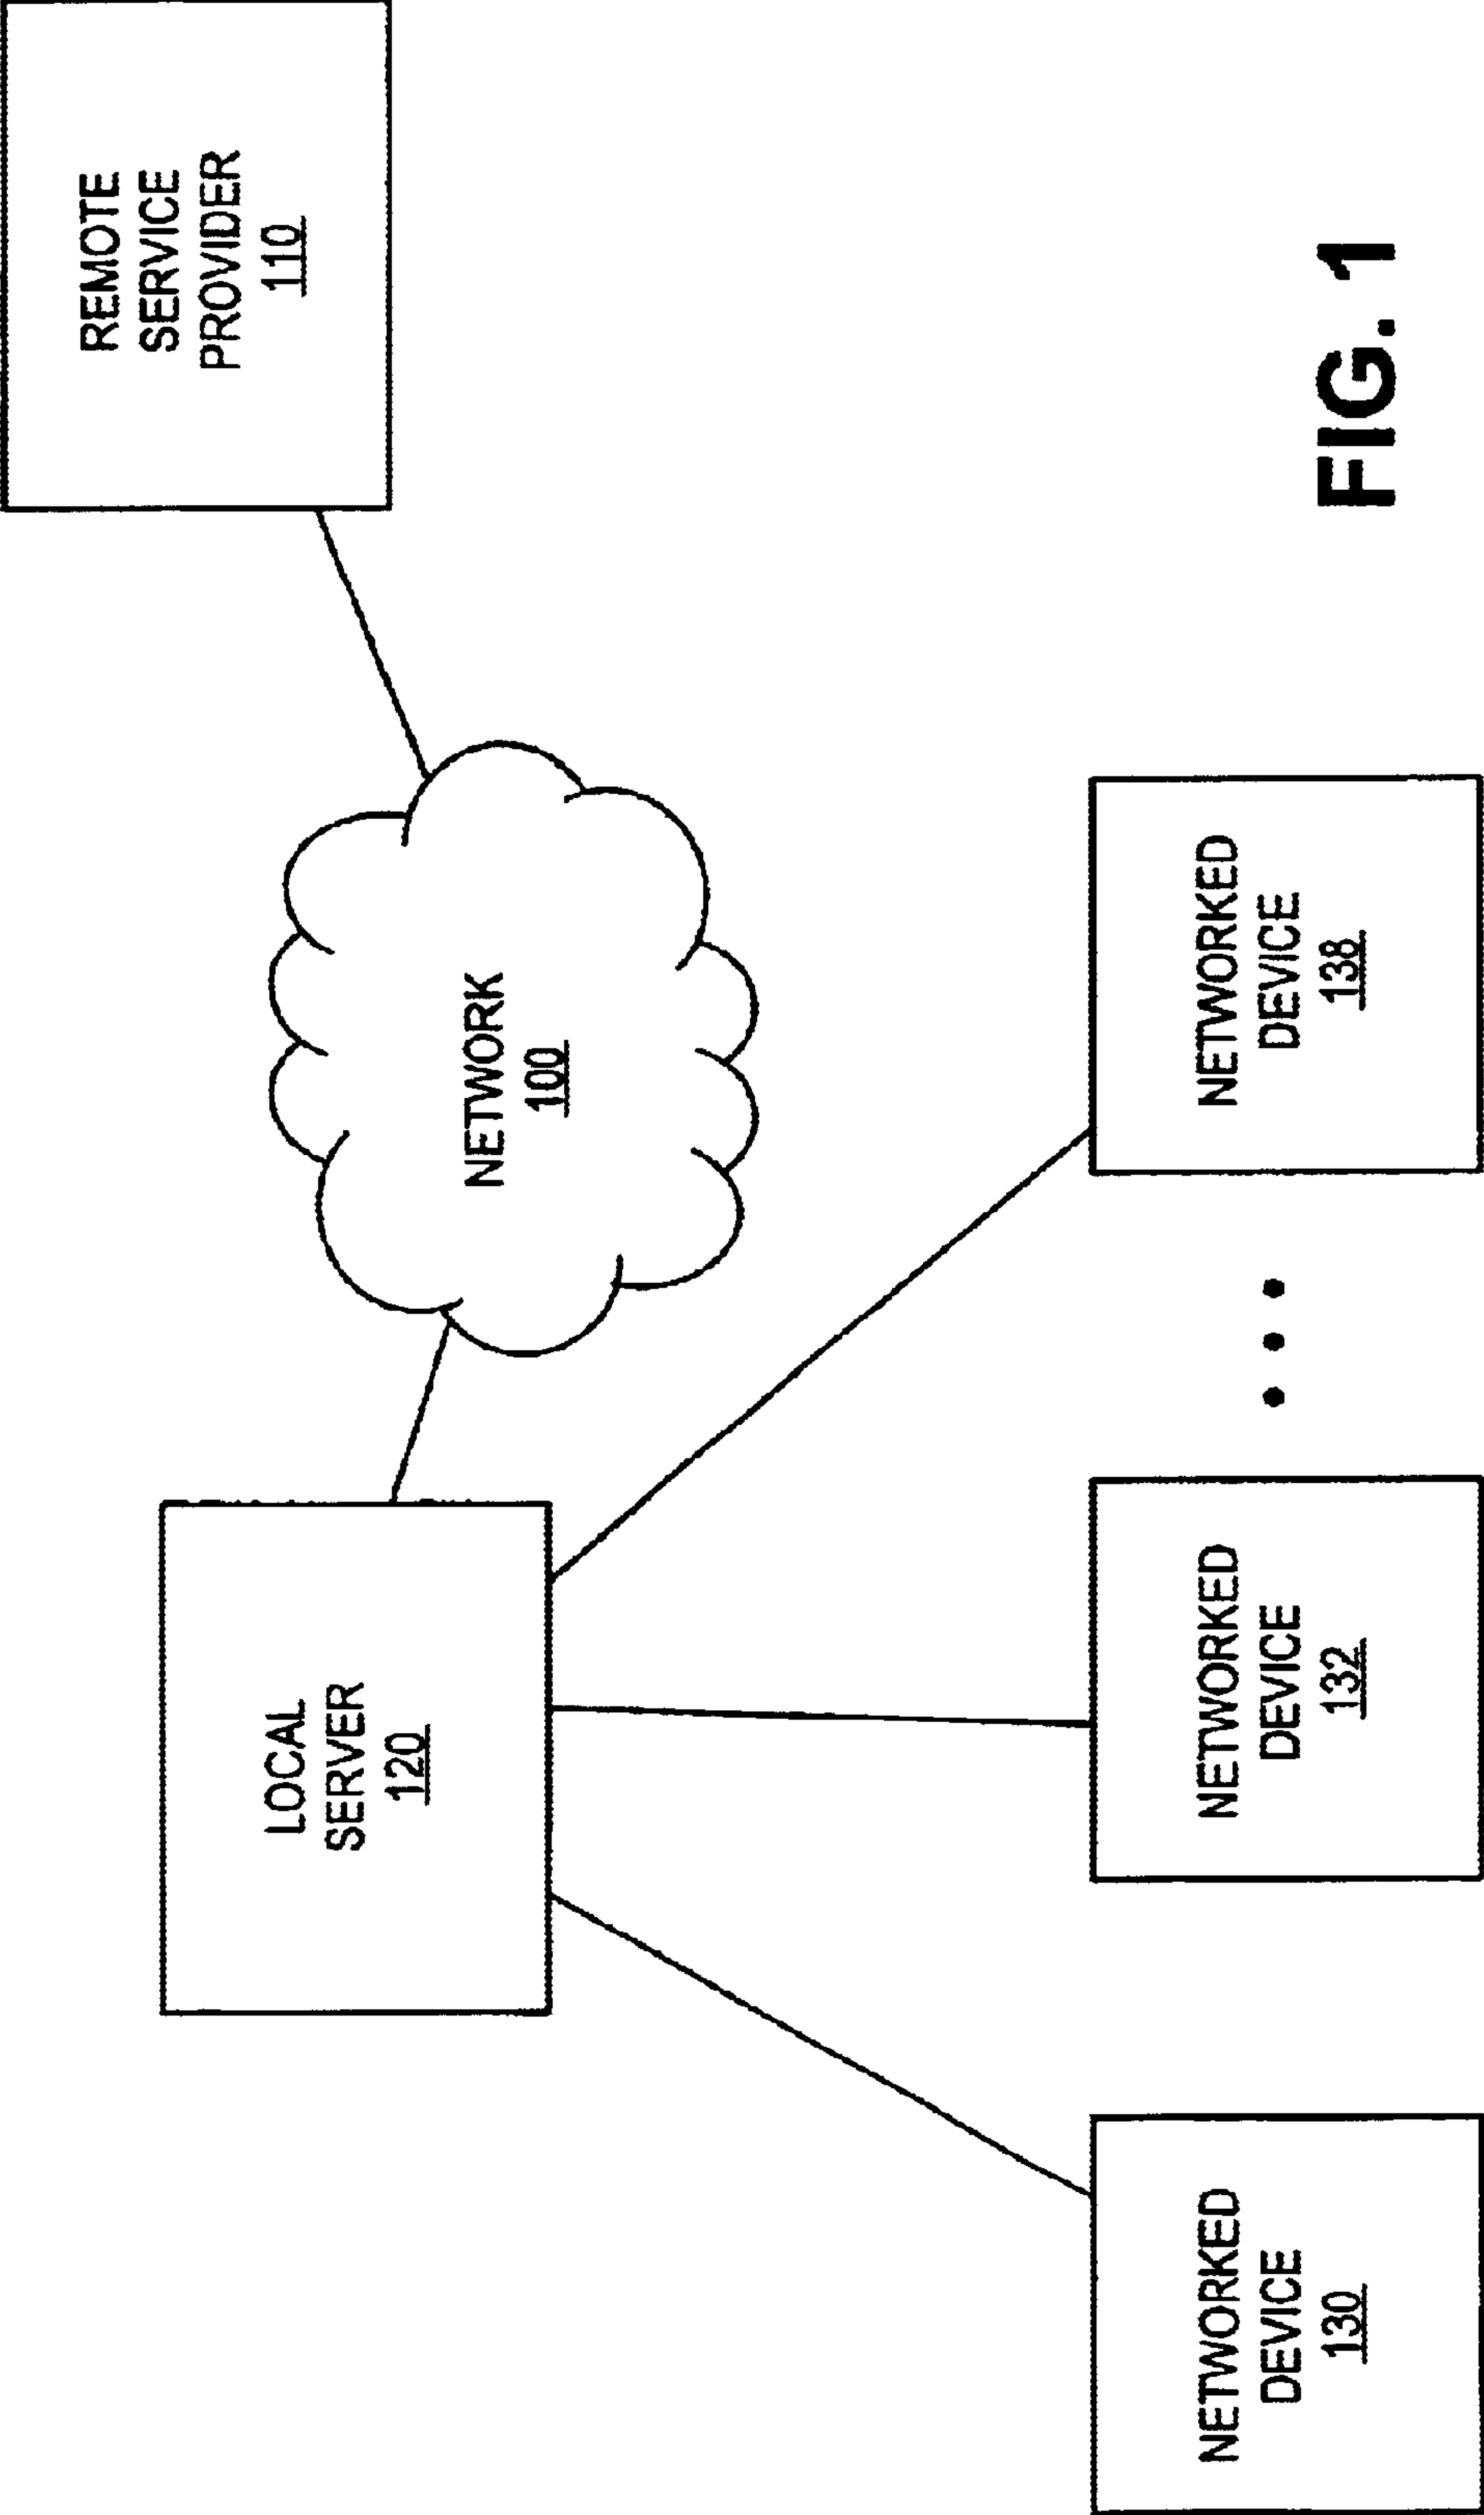 REMOTE
SERVICE
PROVIDER
110
NETWORK
100
LOCAL
SERVER
120
NETWORKED
DEVICE
130
NETWORKED
DEVICE
132
NETWORKED
DEVICE
138
FIG. 1